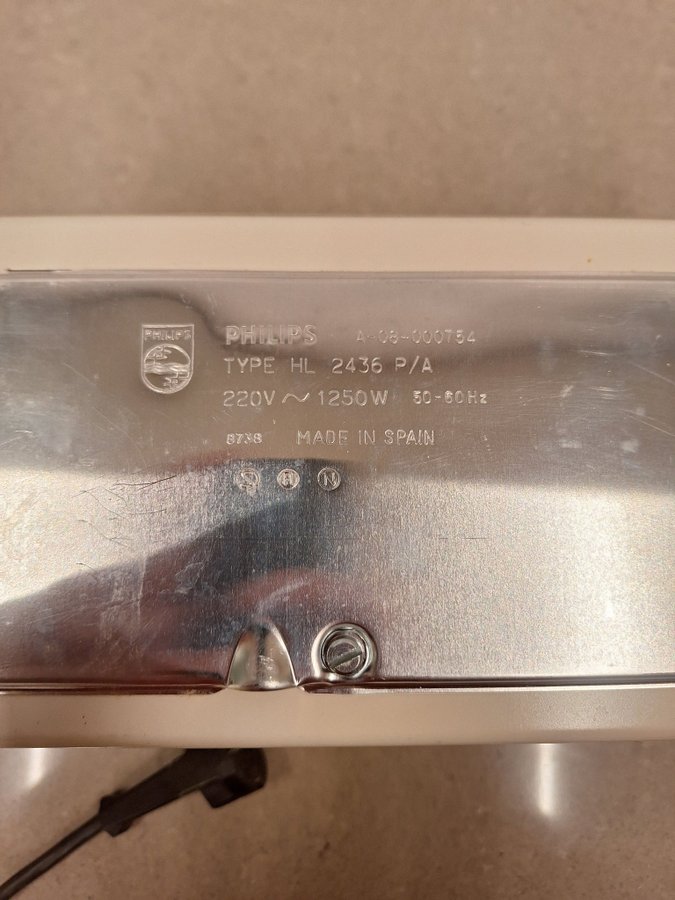 PHILIPS
PHILIPS A-08-000754
TYPE HL 2436 P/A
220V ~ 1250W 50-60Hz
8738 MADE IN SPAIN
S H N